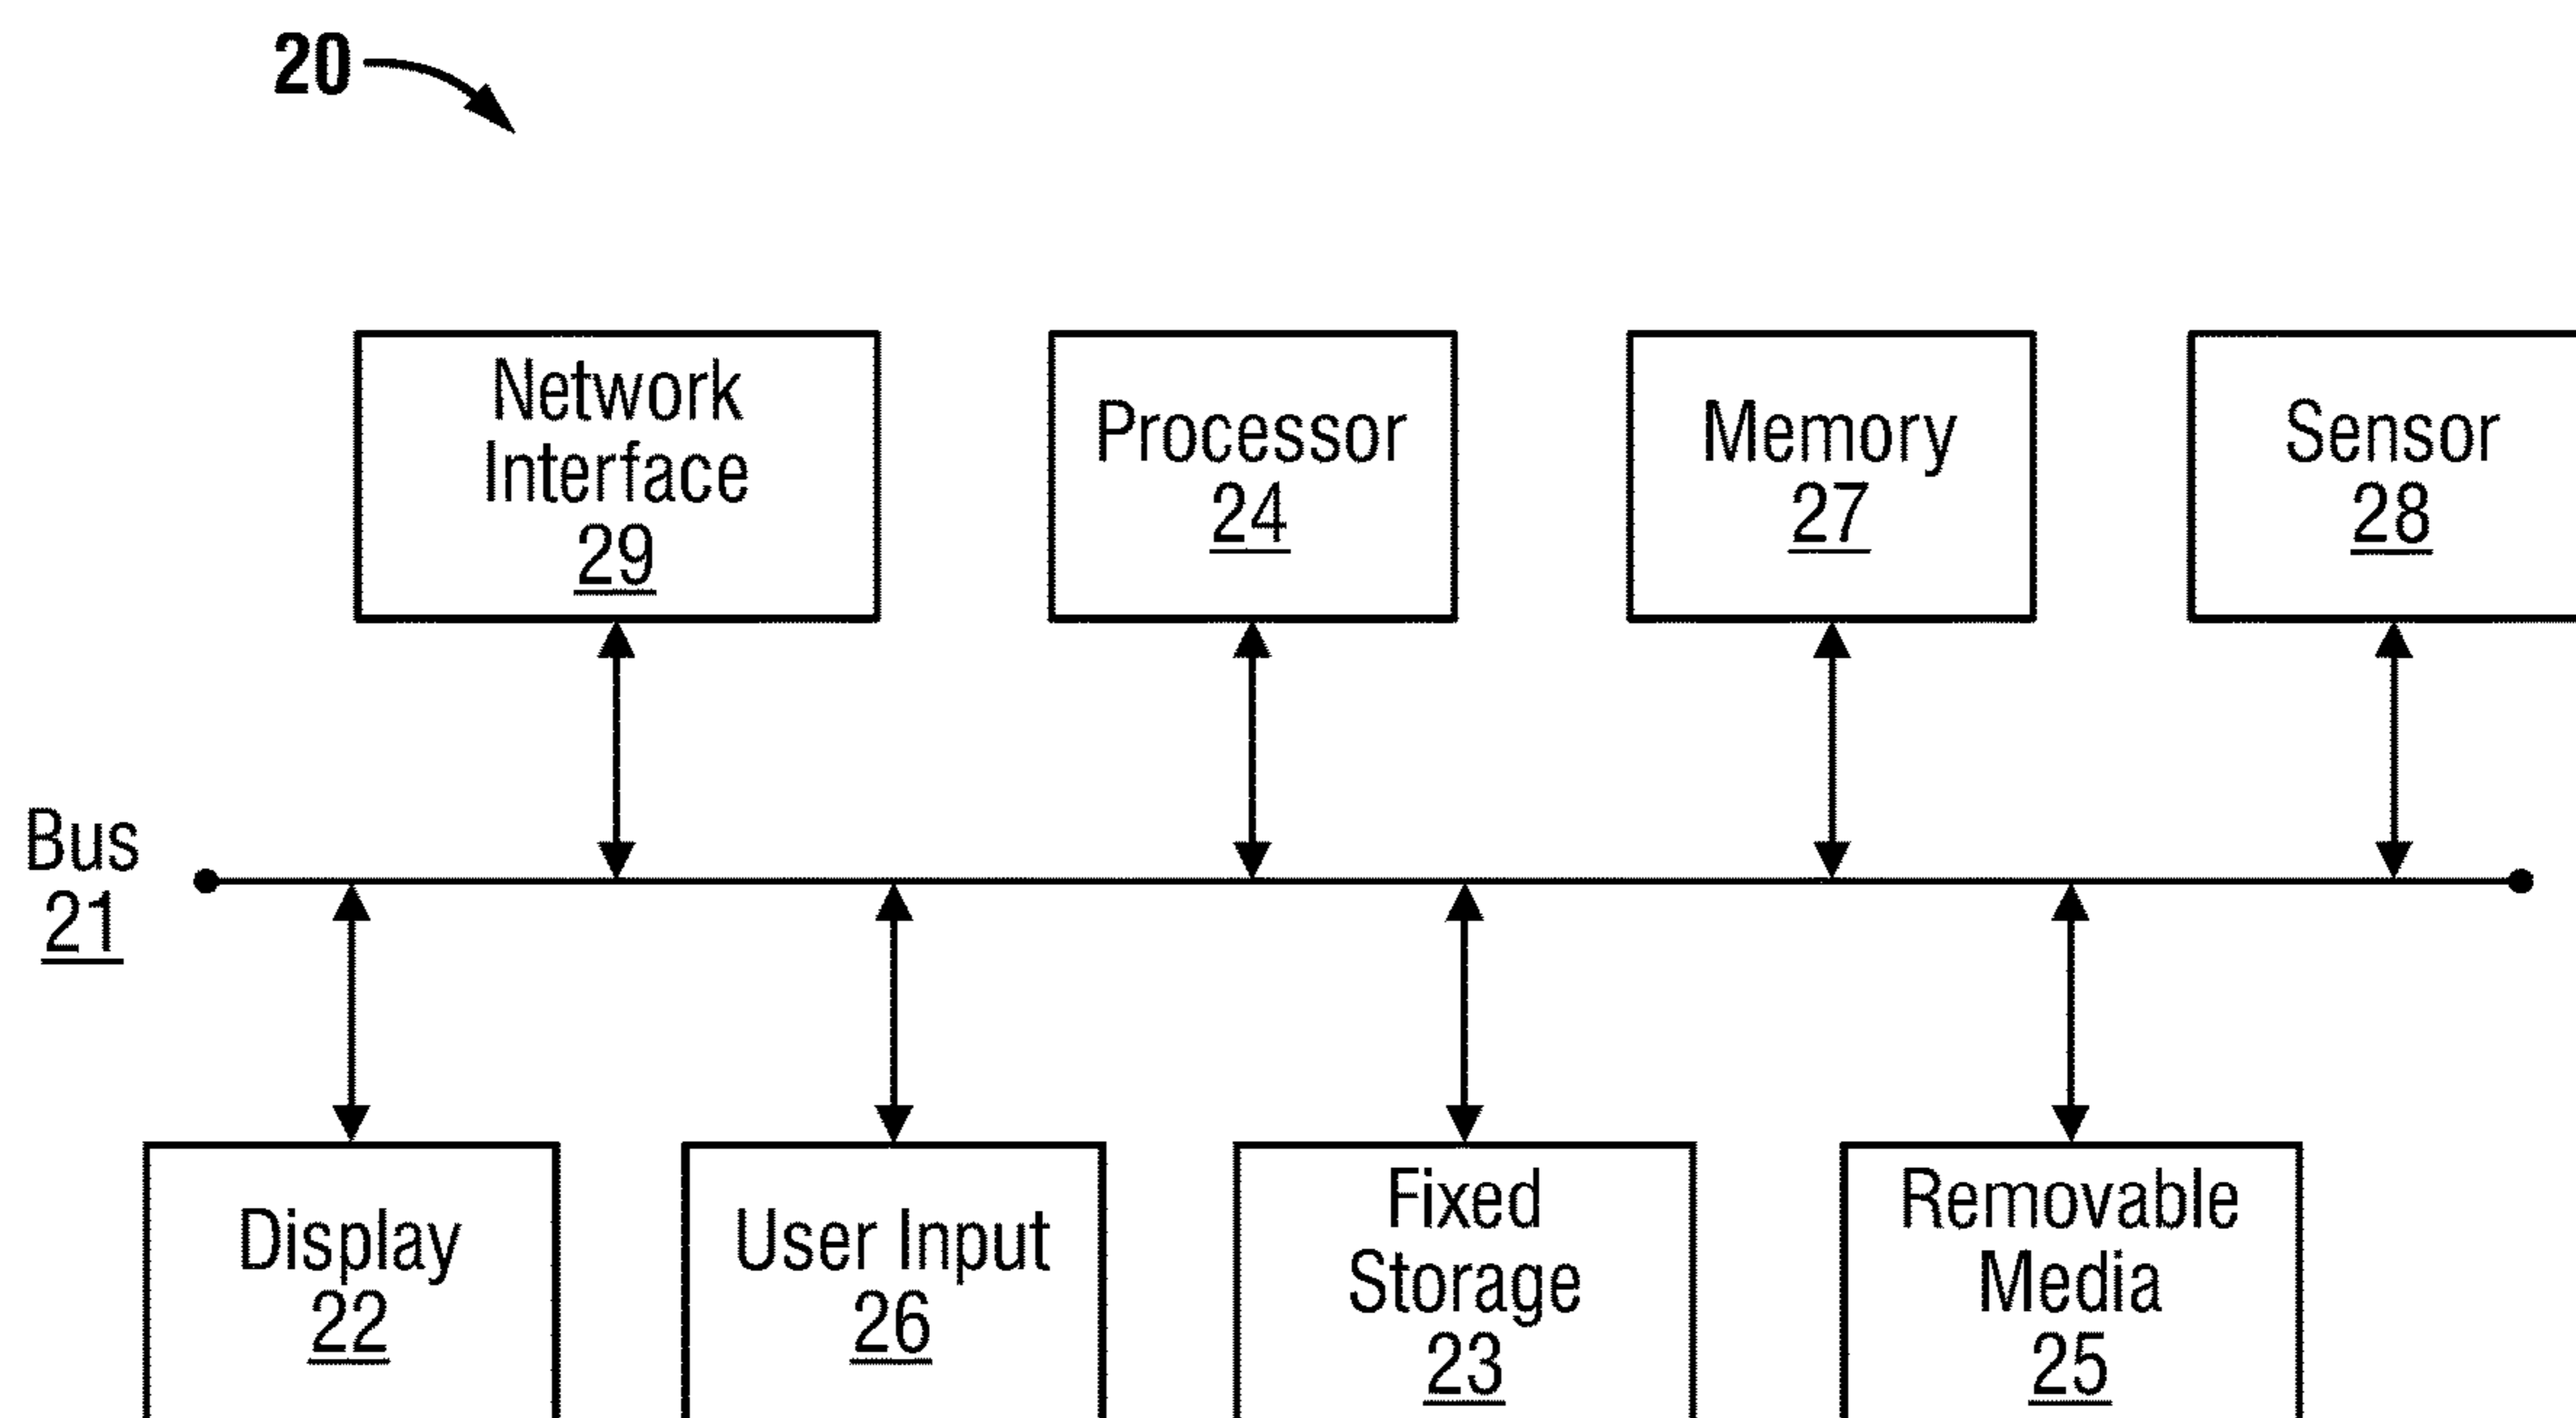 20
Network
Interface
29
Processor
24
Memory
27
Sensor
28
Bus
21
Display
22
User Input
26
Fixed
Storage
23
Removable
Media
25